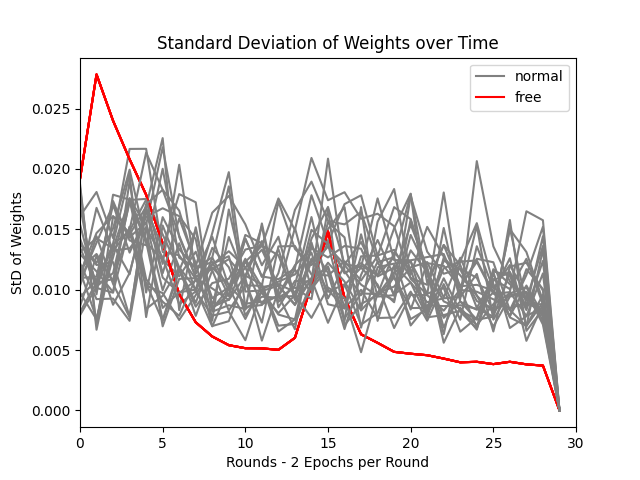 Standard Deviation of Weights over Time
normal
free
StD of Weights
0.025
0.020
0.015
0.010
0.005
0.000
0 5 10 15 20 25 30
Rounds - 2 Epochs per Round